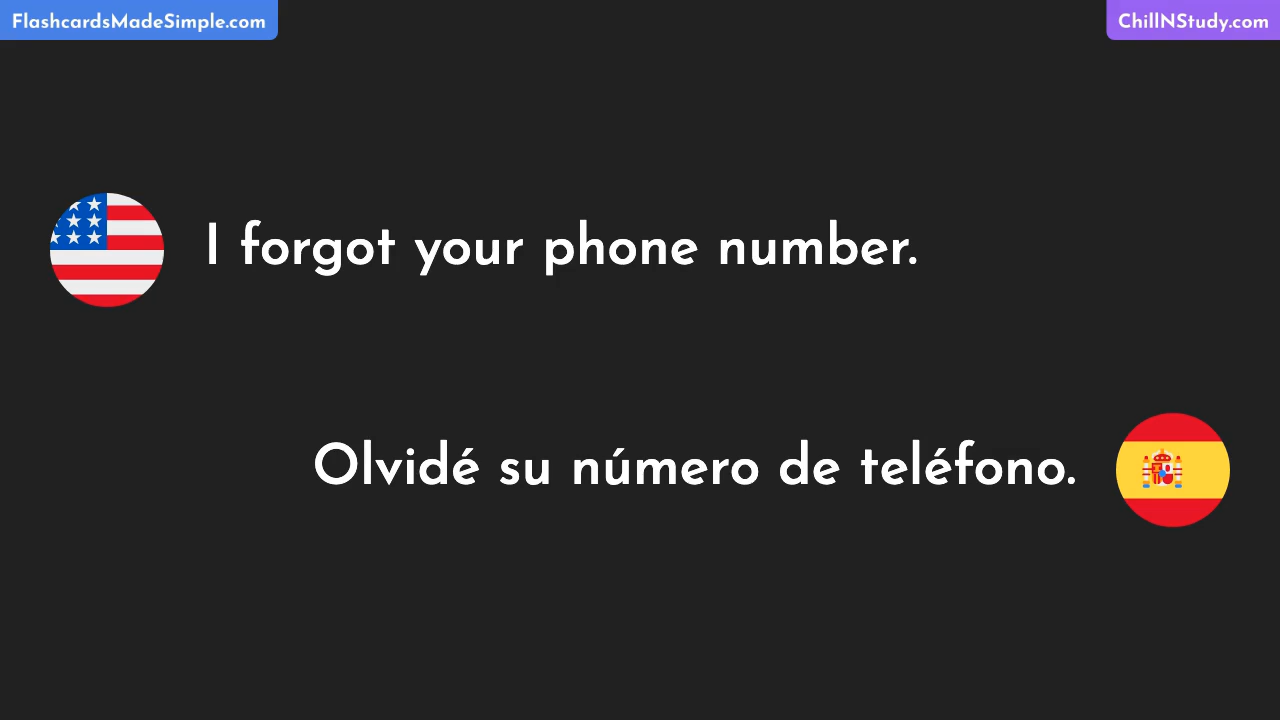 FlashcardsMadeSimple.com
ChillNStudy.com
I forgot your phone number.
Olvidé su número de teléfono.